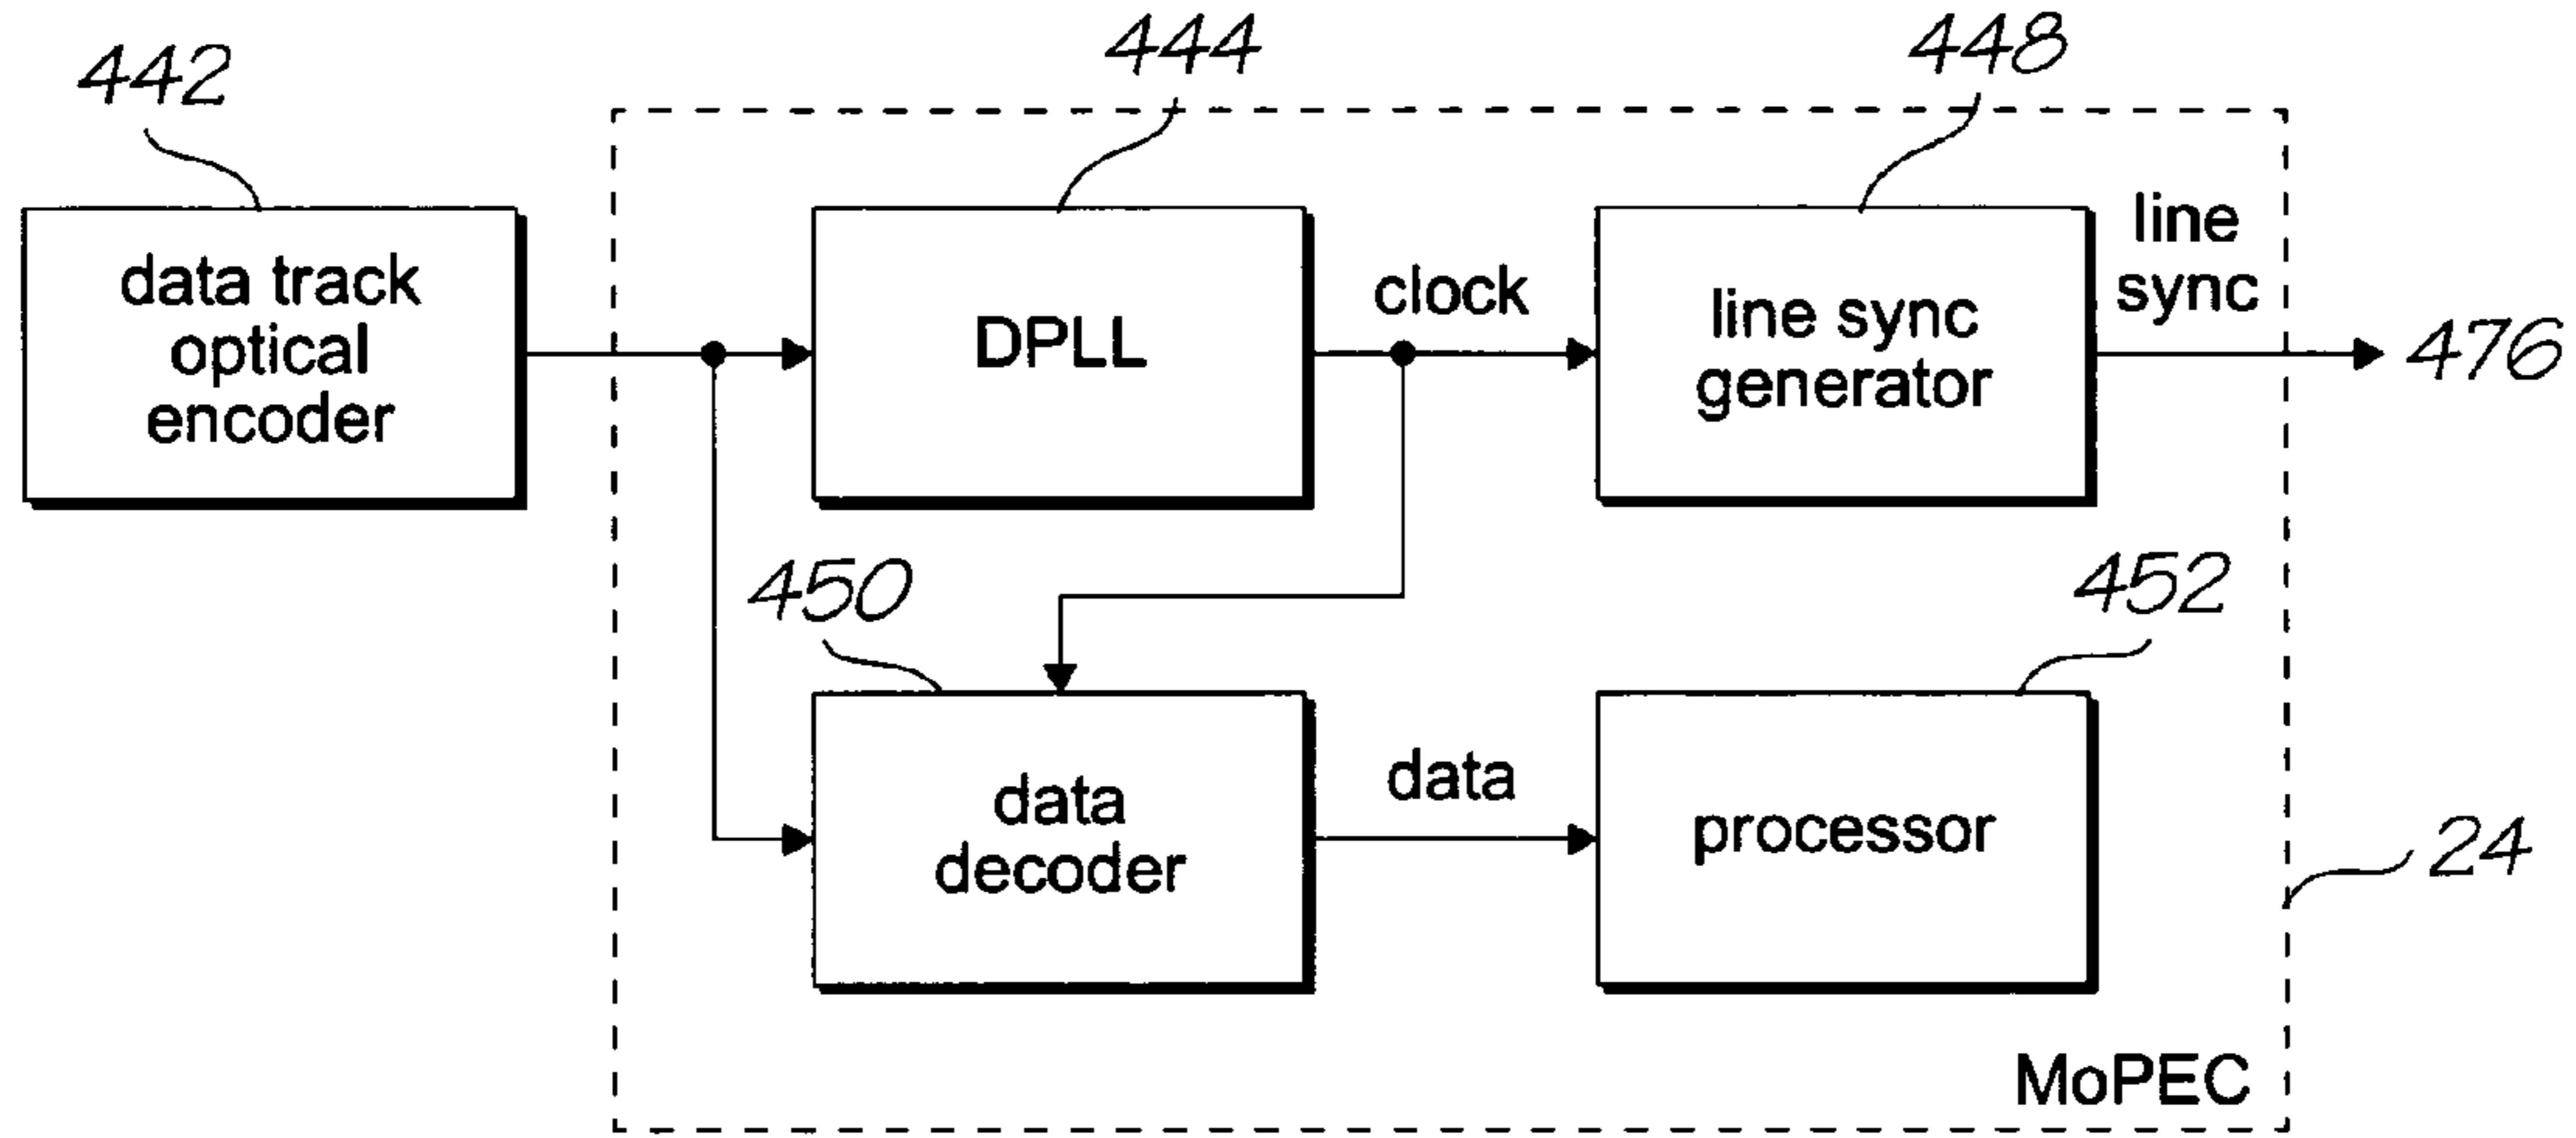 442
444
448
data track
optical
encoder
DPLL
clock
line sync
generator
line
sync
476
450
452
data
decoder
data
processor
24
MoPEC